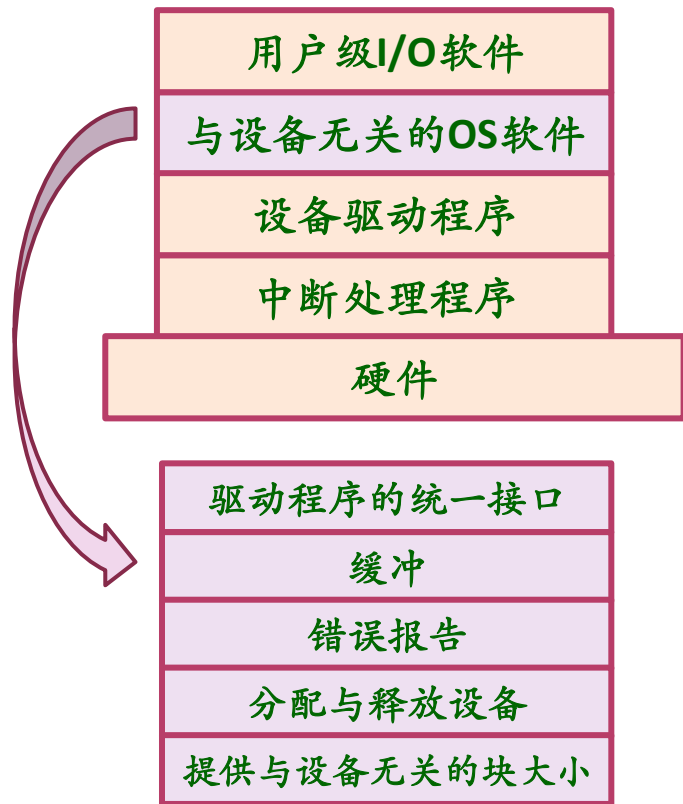 用户级I/O软件
与设备无关的OS软件
设备驱动程序
中断处理程序
硬件
驱动程序的统一接口
缓冲
错误报告
分配与释放设备
提供与设备无关的块大小